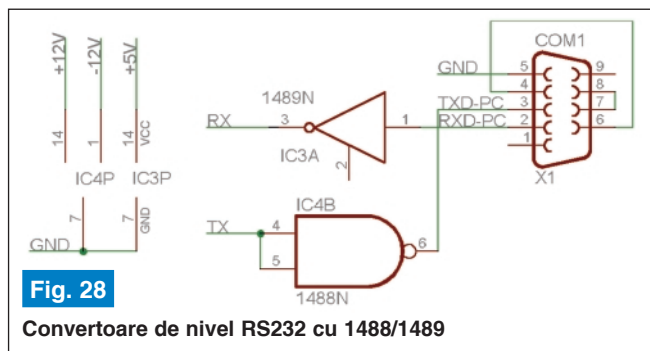 +12V
-12V
+5V
14
1
14
VCC
IC4P
IC3P
7
7
GND
GND
1489N
RX
3
1
2
IC3A
TX
4
5
6
IC4B
1488N
COM1
GND
5
9
4
8
TXD-PC
3
7
RXD-PC
2
6
1
X1
Fig. 28
Convertoare de nivel RS232 cu 1488/1489